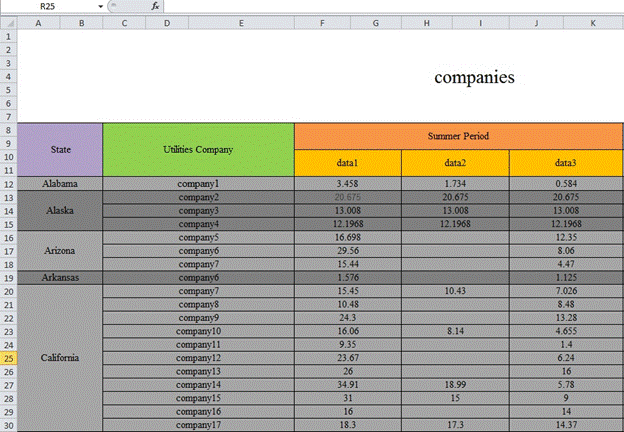 R25 fx
A B C D E F G H I J K
1
2
3
4 companies
5
6
7
8 Summer Period
9 State Utilities Company
10 data1 data2 data3
11
12 Alabama company1 3.458 1.734 0.584
13 company2 20.675 20.675 20.675
14 Alaska company3 13.008 13.008 13.008
15 company4 12.1968 12.1968 12.1968
16 company5 16.698 12.35
17 Arizona company6 29.56 8.06
18 company7 15.44 4.47
19 Arkansas company6 1.576 1.125
20 company7 15.45 10.43 7.026
21 company8 10.48 8.48
22 company9 24.3 13.28
23 company10 16.06 8.14 4.655
24 company11 9.35 1.4
25 California company12 23.67 6.24
26 company13 26 16
27 company14 34.91 18.99 5.78
28 company15 31 15 9
29 company16 16 14
30 company17 18.3 17.3 14.37